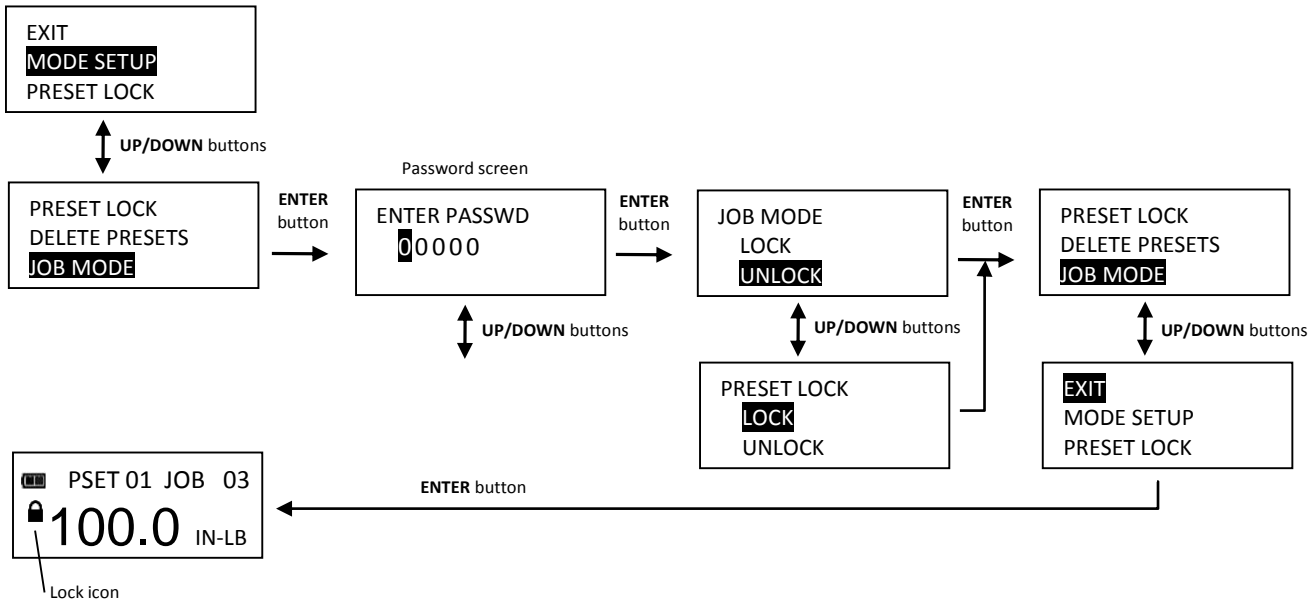 EXIT
MODE SETUP
PRESET LOCK
UP/DOWN buttons
PRESET LOCK
DELETE PRESETS
JOB MODE
ENTER
button
Password screen
ENTER PASSWD
00000
UP/DOWN buttons
ENTER
button
JOB MODE
LOCK
UNLOCK
UP/DOWN buttons
PRESET LOCK
LOCK
UNLOCK
ENTER
button
PRESET LOCK
DELETE PRESETS
JOB MODE
UP/DOWN buttons
EXIT
MODE SETUP
PRESET LOCK
ENTER button
PSET 01 JOB 03
100.0 IN-LB
Lock icon